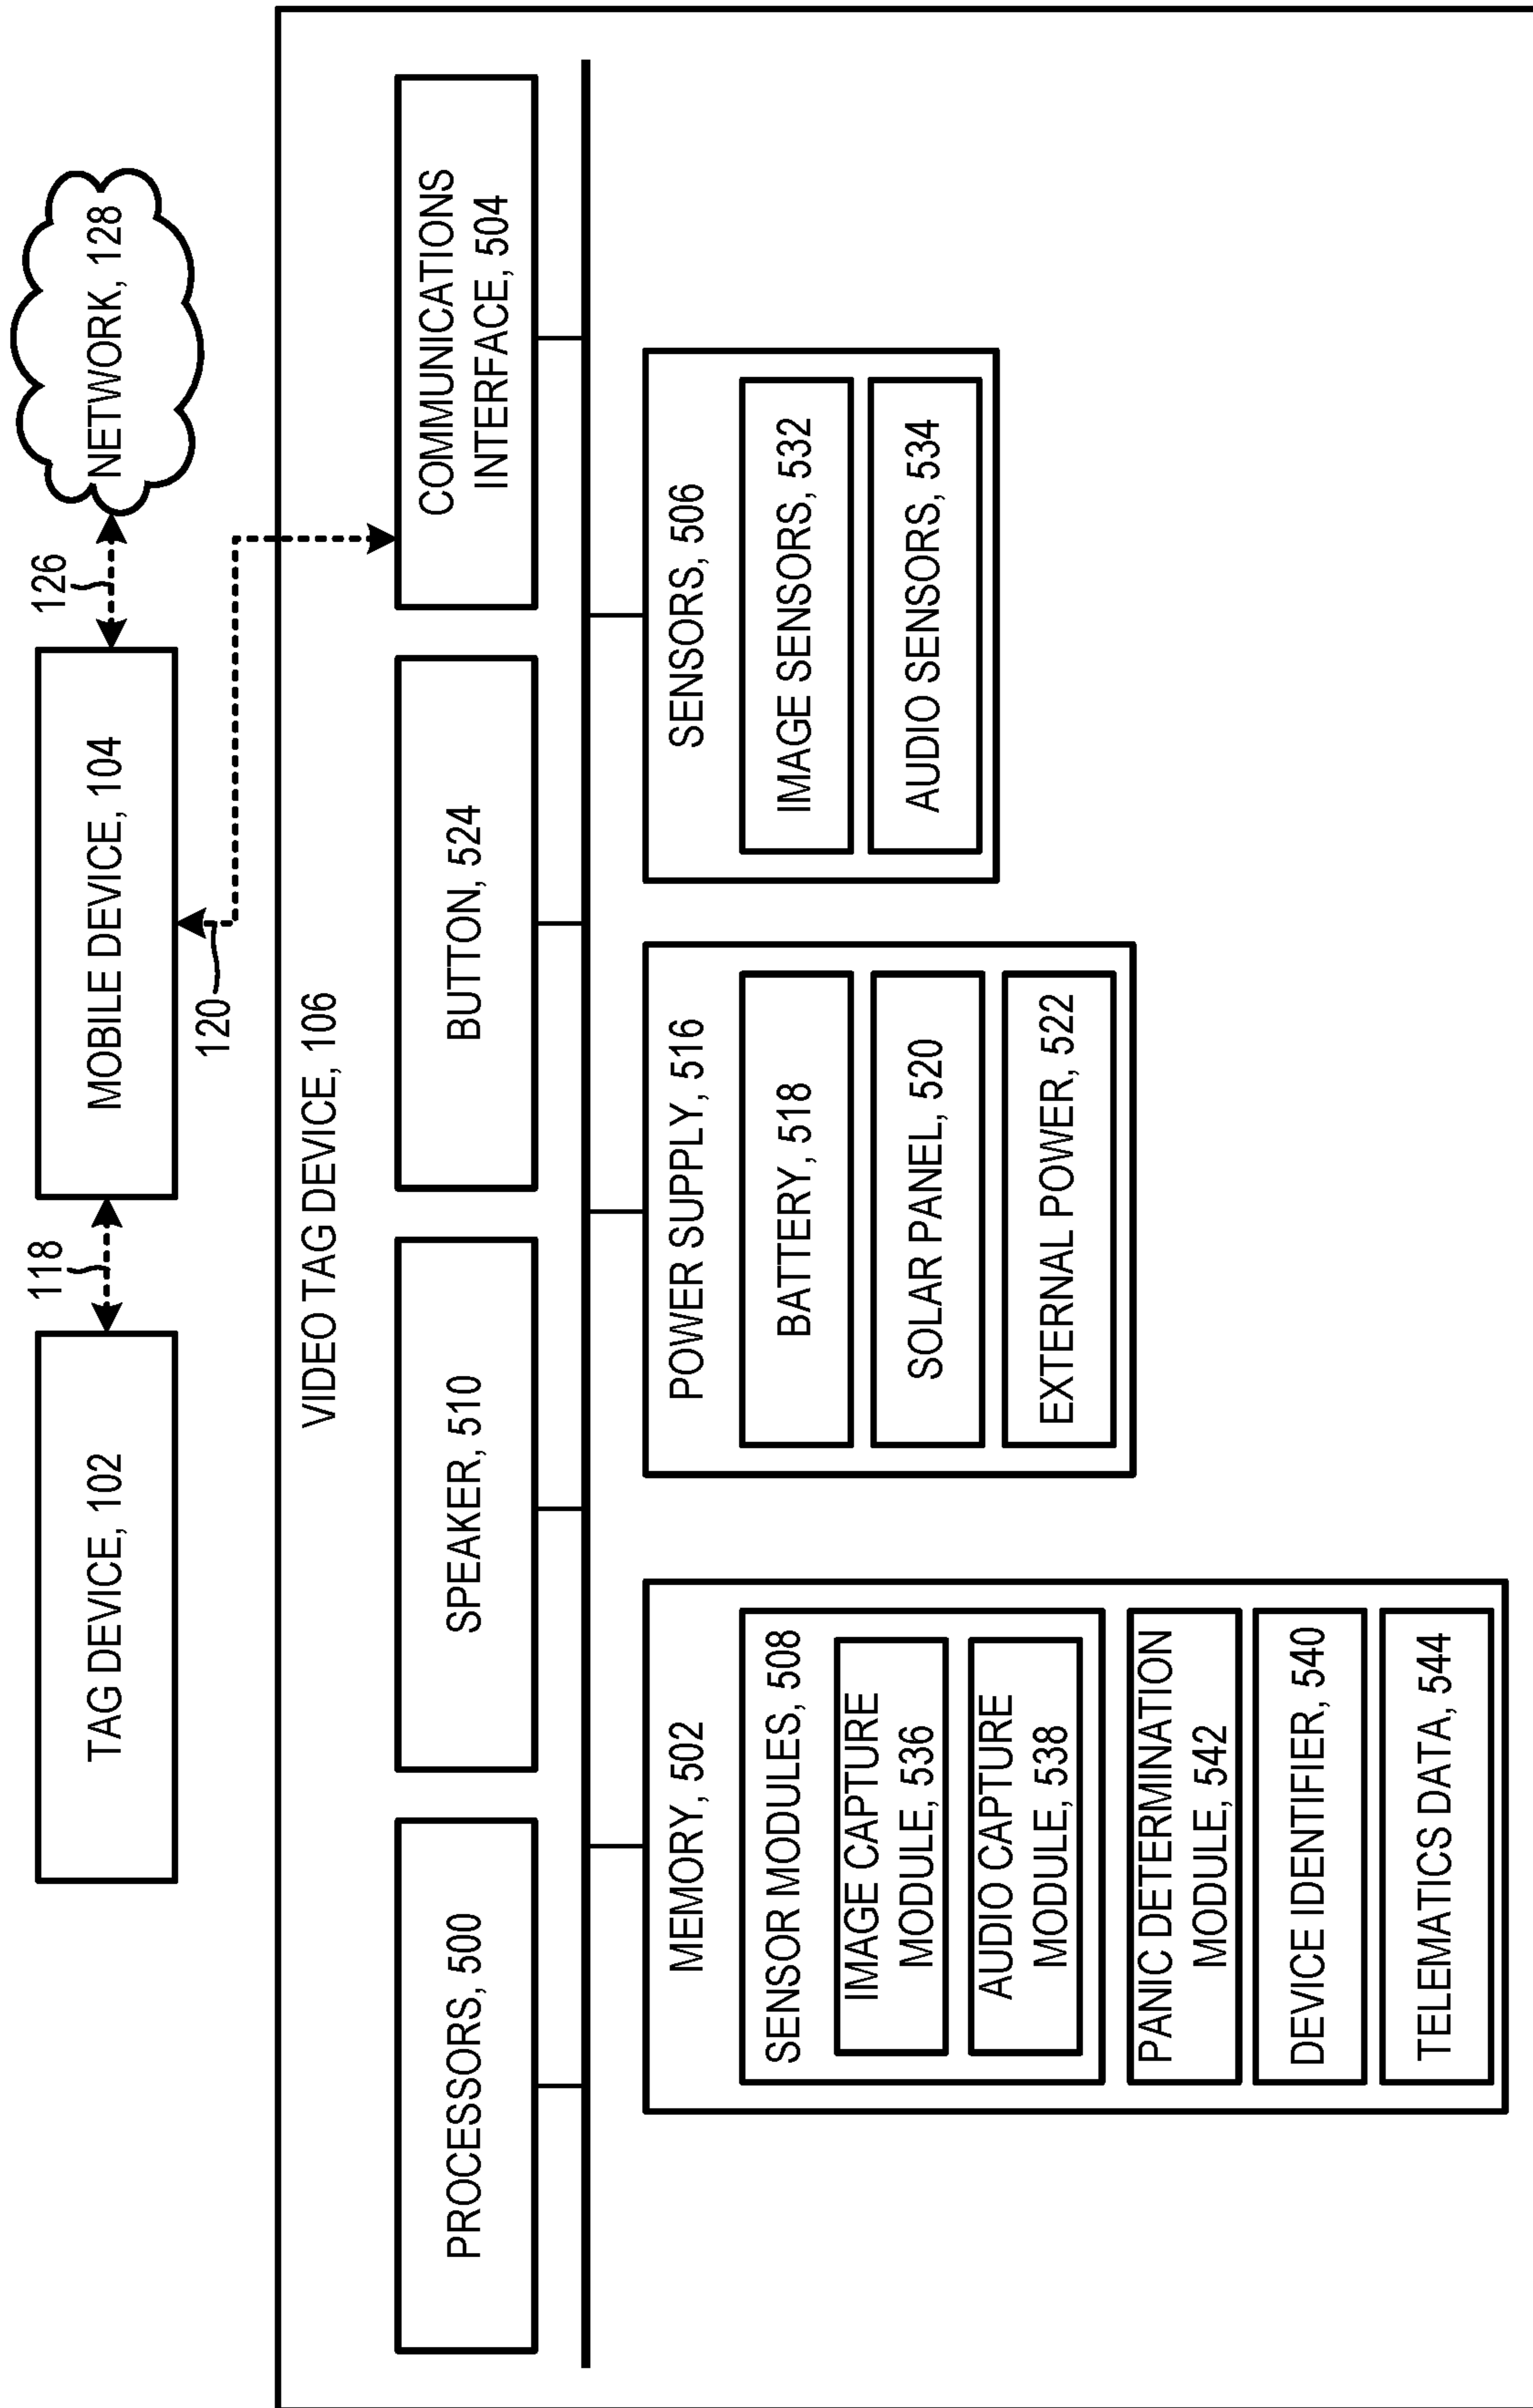 TAG DEVICE, 102
118
MOBILE DEVICE, 104
126
NETWORK, 128
120
VIDEO TAG DEVICE, 106
PROCESSORS, 500
SPEAKER, 510
BUTTON, 524
COMMUNICATIONS
INTERFACE, 504
MEMORY, 502
SENSOR MODULES, 508
IMAGE CAPTURE
MODULE, 536
AUDIO CAPTURE
MODULE, 538
PANIC DETERMINATION
MODULE, 542
DEVICE IDENTIFIER, 540
TELEMATICS DATA, 544
POWER SUPPLY, 516
BATTERY, 518
SOLAR PANEL, 520
EXTERNAL POWER, 522
SENSORS, 506
IMAGE SENSORS, 532
AUDIO SENSORS, 534